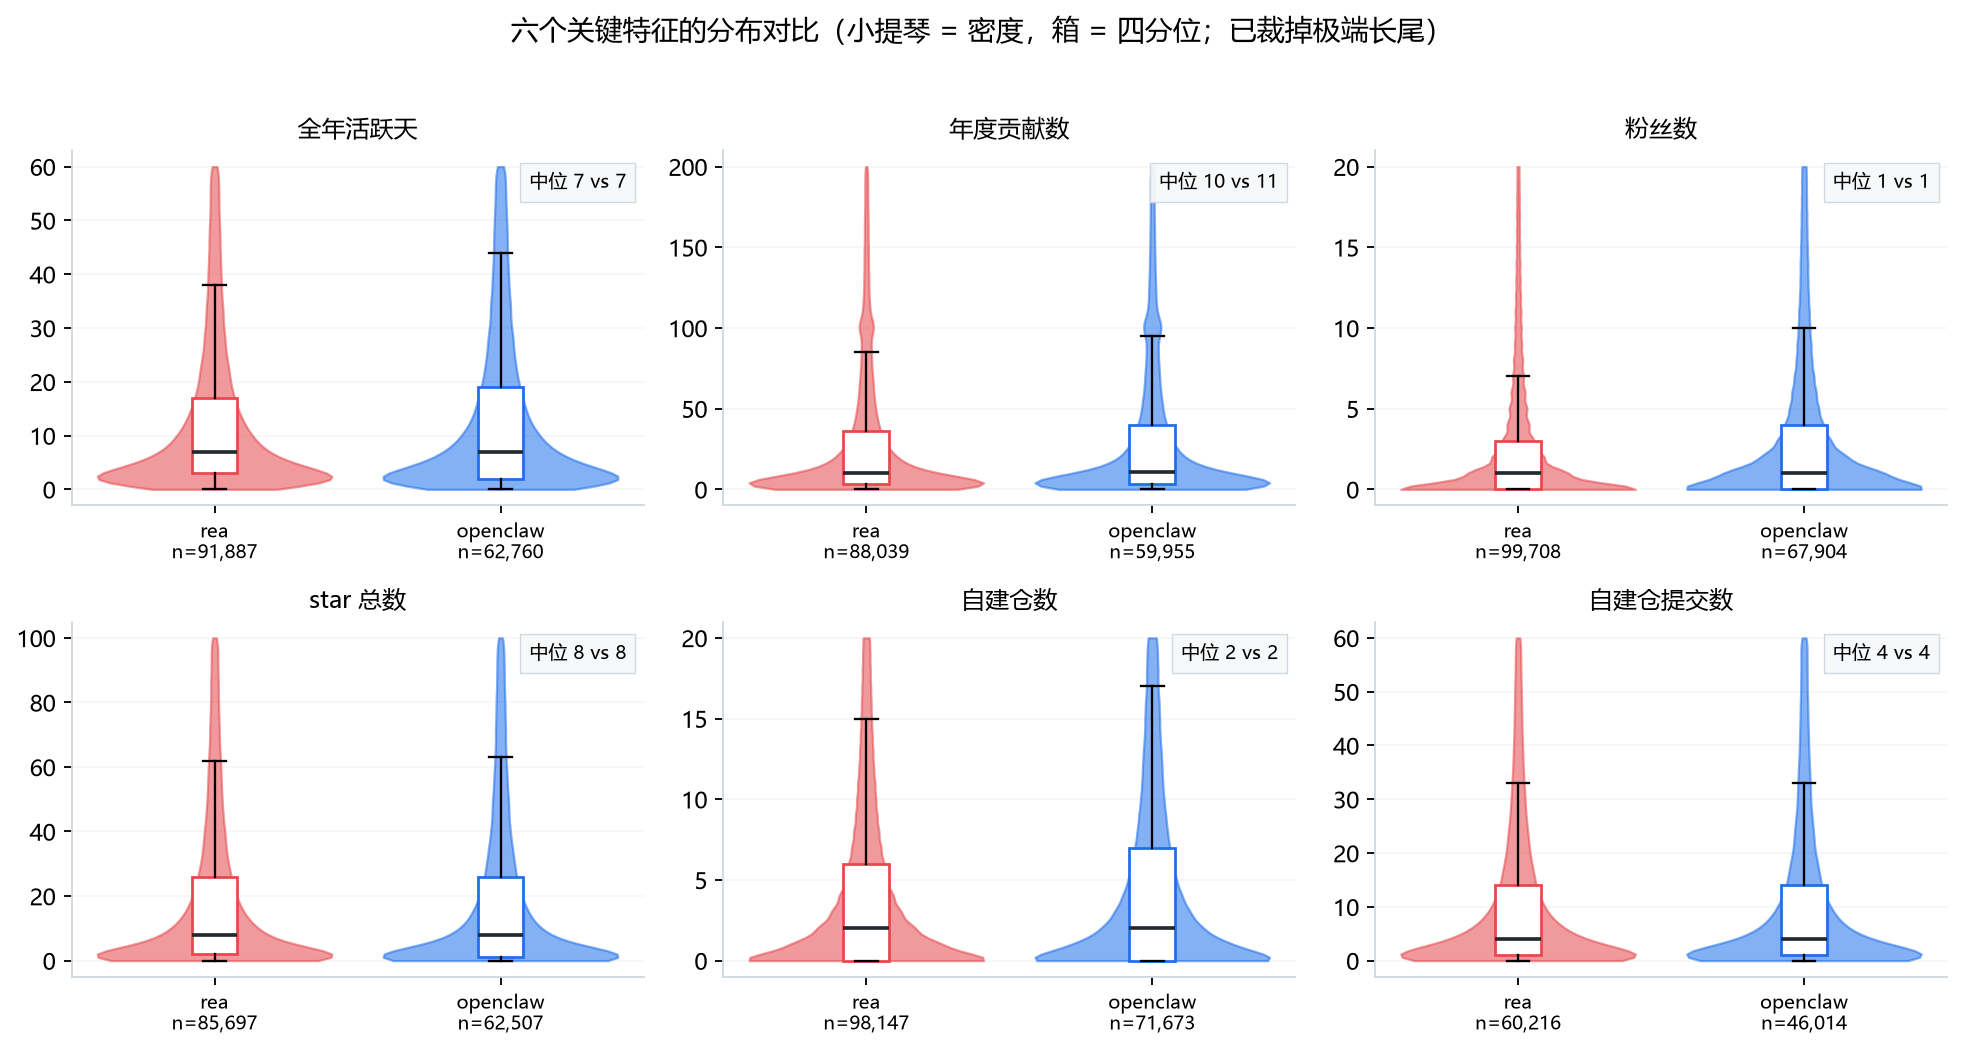 六个关键特征的分布对比（小提琴 = 密度，箱 = 四分位；已裁掉极端长尾）
全年活跃天
60
50
40
30
20
10
0
中位 7 vs 7
rea
n=91,887
openclaw
n=62,760
年度贡献数
200
150
100
50
0
中位 10 vs 11
rea
n=88,039
openclaw
n=59,955
粉丝数
20
15
10
5
0
中位 1 vs 1
rea
n=99,708
openclaw
n=67,904
star 总数
100
80
60
40
20
0
中位 8 vs 8
rea
n=85,697
openclaw
n=62,507
自建仓数
20
15
10
5
0
中位 2 vs 2
rea
n=98,147
openclaw
n=71,673
自建仓提交数
60
50
40
30
20
10
0
中位 4 vs 4
rea
n=60,216
openclaw
n=46,014